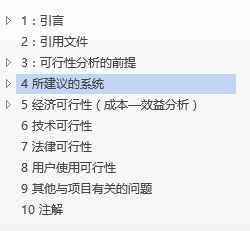 1：引言
2：引用文件
3：可行性分析的前提
4 所建议的系统
5 经济可行性（成本—效益分析）
6 技术可行性
7 法律可行性
8 用户使用可行性
9 其他与项目有关的问题
10 注解